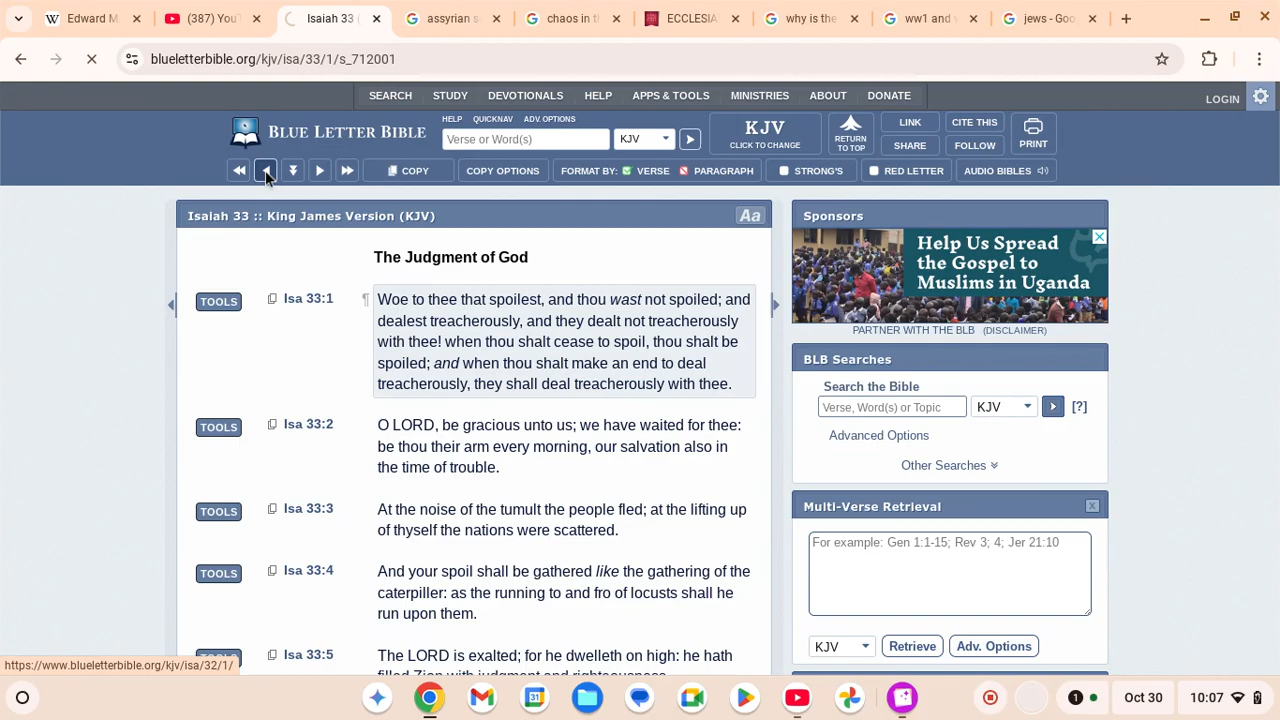 Edward M.
(387) YouT
Isaiah 33 (
assyrian s
chaos in t
ECCLESIA
why is the
ww1 and v
jews - Goo
blueletterbible.org/kjv/isa/33/1/s_712001
SEARCH STUDY DEVOTIONALS HELP APPS & TOOLS MINISTRIES ABOUT DONATE
LOGIN
BLUE LETTER BIBLE
HELP QUICKNAV ADV. OPTIONS
Verse or Word(s)
KJV
KJV
CLICK TO CHANGE
RETURN
TO TOP
LINK
CITE THIS
SHARE
FOLLOW
PRINT
COPY
COPY OPTIONS
FORMAT BY: VERSE PARAGRAPH
STRONG'S
RED LETTER
AUDIO BIBLES
Isaiah 33 :: King James Version (KJV)
Aa
The Judgment of God
TOOLS
Isa 33:1
¶ Woe to thee that spoilest, and thou wast not spoiled; and
dealest treacherously, and they dealt not treacherously
with thee! when thou shalt cease to spoil, thou shalt be
spoiled; and when thou shalt make an end to deal
treacherously, they shall deal treacherously with thee.
TOOLS
Isa 33:2
O LORD, be gracious unto us; we have waited for thee:
be thou their arm every morning, our salvation also in
the time of trouble.
TOOLS
Isa 33:3
At the noise of the tumult the people fled; at the lifting up
of thyself the nations were scattered.
TOOLS
Isa 33:4
And your spoil shall be gathered like the gathering of the
caterpiller: as the running to and fro of locusts shall he
run upon them.
TOOLS
Isa 33:5
The LORD is exalted; for he dwelleth on high: he hath
filled Zion with judgment and righteousness.
Sponsors
Help Us Spread
the Gospel to
Muslims in Uganda
PARTNER WITH THE BLB (DISCLAIMER)
BLB Searches
Search the Bible
Verse, Word(s) or Topic
KJV
[?]
Advanced Options
Other Searches
Multi-Verse Retrieval
x
For example: Gen 1:1-15; Rev 3; 4; Jer 21:10
KJV
Retrieve
Adv. Options
https://www.blueletterbible.org/kjv/isa/32/1/
31
1
Oct 30
10:07